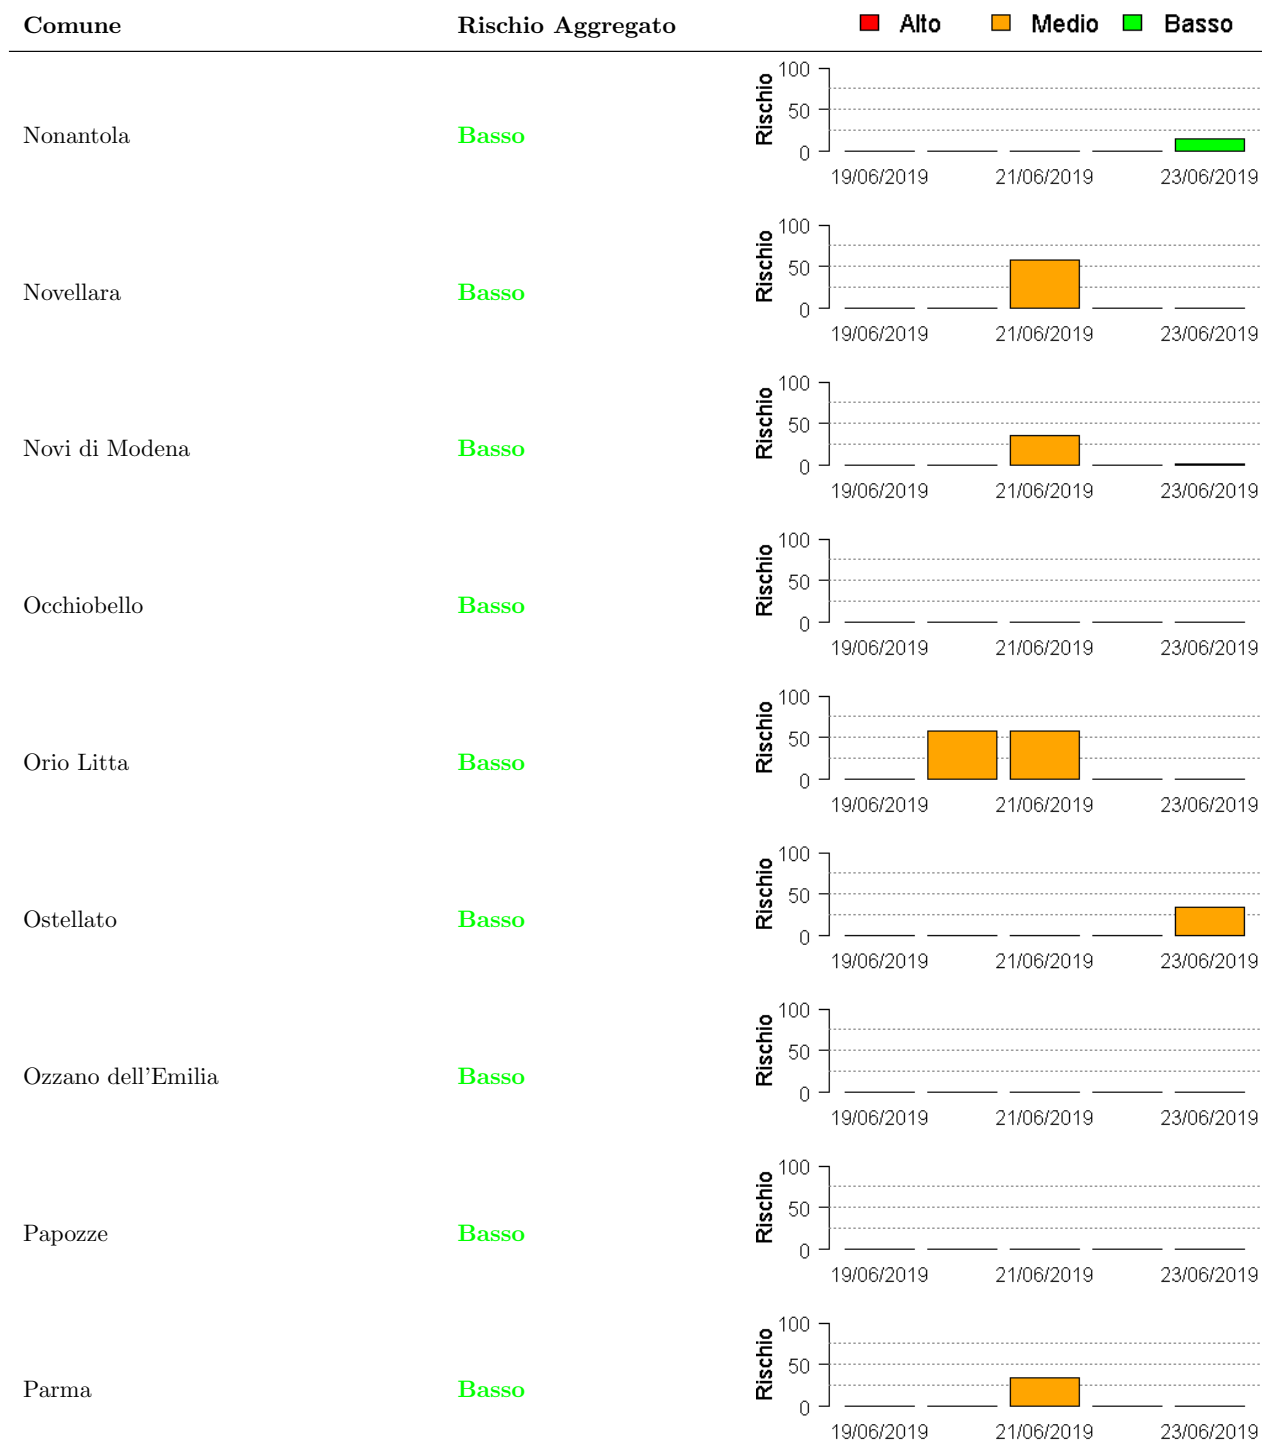 Comune Rischio Aggregato Alto Medio Basso
Nonantola Basso Rischio 100 50 0
19/06/2019 21/06/2019 23/06/2019
Novellara Basso Rischio 100 50 0
19/06/2019 21/06/2019 23/06/2019
Novi di Modena Basso Rischio 100 50 0
19/06/2019 21/06/2019 23/06/2019
Occhiobello Basso Rischio 100 50 0
19/06/2019 21/06/2019 23/06/2019
Orio Litta Basso Rischio 100 50 0
19/06/2019 21/06/2019 23/06/2019
Ostellato Basso Rischio 100 50 0
19/06/2019 21/06/2019 23/06/2019
Ozzano dell'Emilia Basso Rischio 100 50 0
19/06/2019 21/06/2019 23/06/2019
Papozze Basso Rischio 100 50 0
19/06/2019 21/06/2019 23/06/2019
Parma Basso Rischio 100 50 0
19/06/2019 21/06/2019 23/06/2019